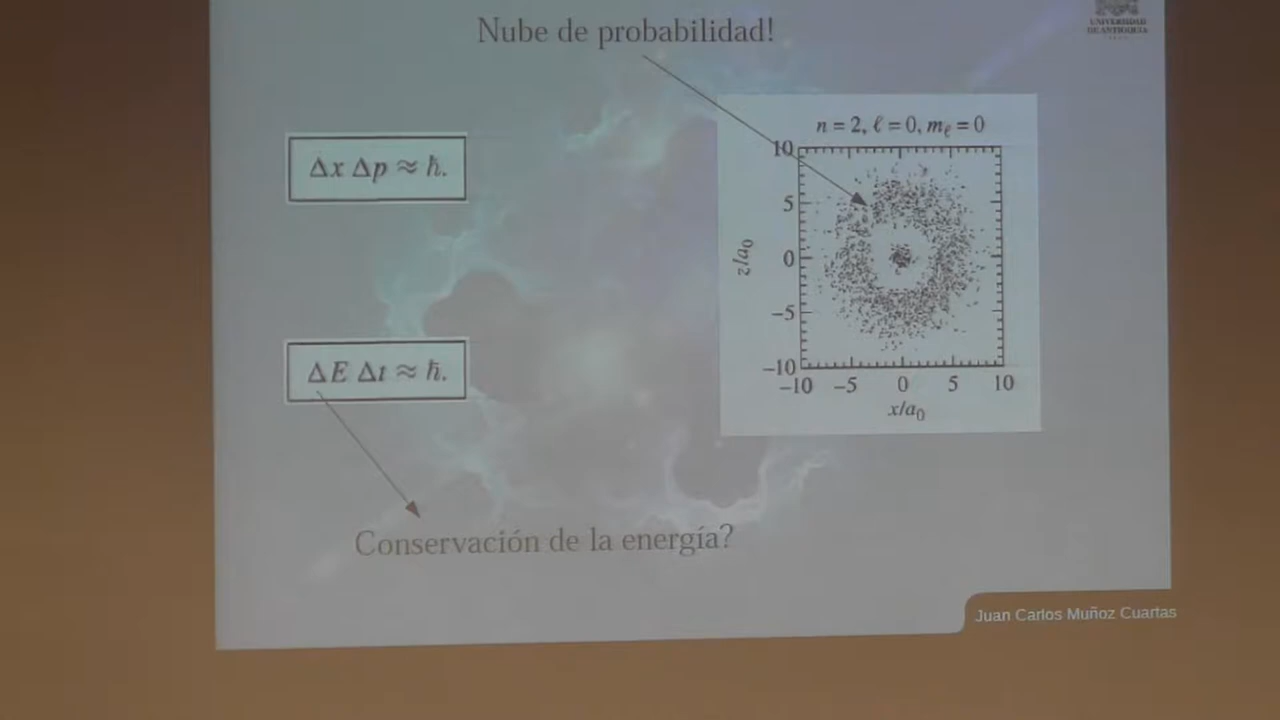 Nube de probabilidad!
UNIVERSIDAD
DE ANTIOQUIA
Δx Δp ≈ ħ.
n = 2, ℓ = 0, mℓ = 0
10
5
0
−5
−10
z/a0
−10 −5 0 5 10
x/a0
ΔE Δt ≈ ħ.
Conservación de la energía?
Juan Carlos Muñoz Cuartas